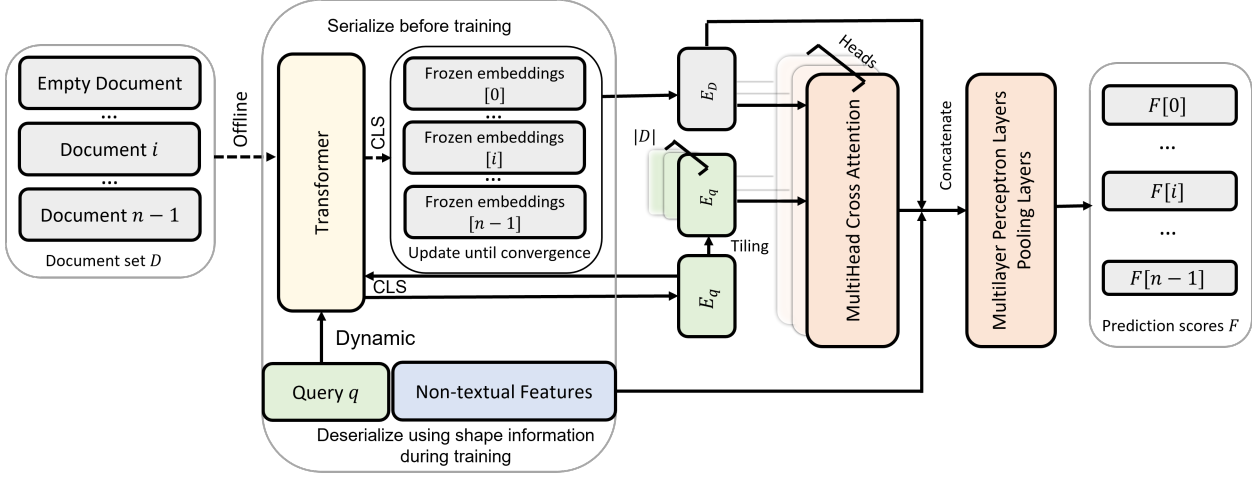 Serialize before training
Empty Document
...
Document i
...
Document n − 1
Document set D
Offline
Transformer
CLS
Frozen embeddings
[0]
...
Frozen embeddings
[i]
...
Frozen embeddings
[n − 1]
Update until convergence
CLS
Dynamic
Query q
Non-textual Features
Deserialize using shape information
during training
E_D
|D|
E_q
Tiling
E_q
Heads
MultiHead Cross Attention
Concatenate
Multilayer Perceptron Layers
Pooling Layers
F[0]
...
F[i]
...
F[n − 1]
Prediction scores F